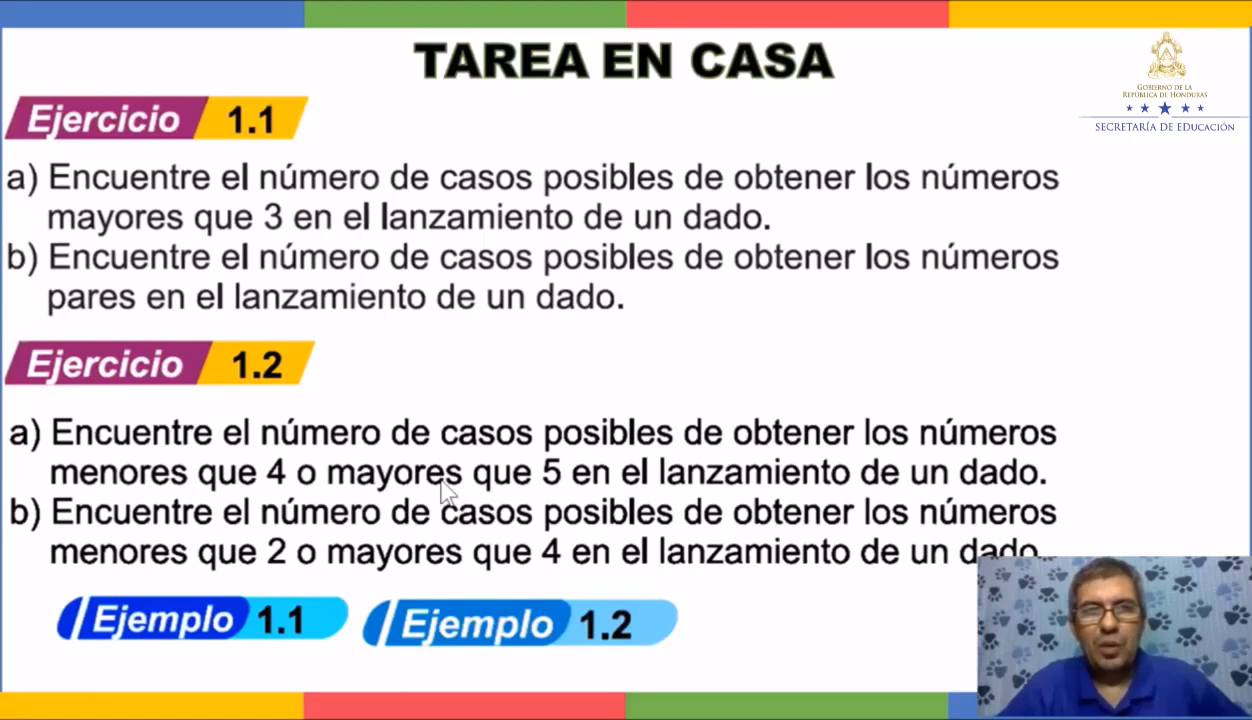 TAREA EN CASA
GOBIERNO DE LA
REPÚBLICA DE HONDURAS
SECRETARÍA DE EDUCACIÓN
Ejercicio 1.1
a) Encuentre el número de casos posibles de obtener los números
mayores que 3 en el lanzamiento de un dado.
b) Encuentre el número de casos posibles de obtener los números
pares en el lanzamiento de un dado.
Ejercicio 1.2
a) Encuentre el número de casos posibles de obtener los números
menores que 4 o mayores que 5 en el lanzamiento de un dado.
b) Encuentre el número de casos posibles de obtener los números
menores que 2 o mayores que 4 en el lanzamiento de un dado.
Ejemplo 1.1 Ejemplo 1.2